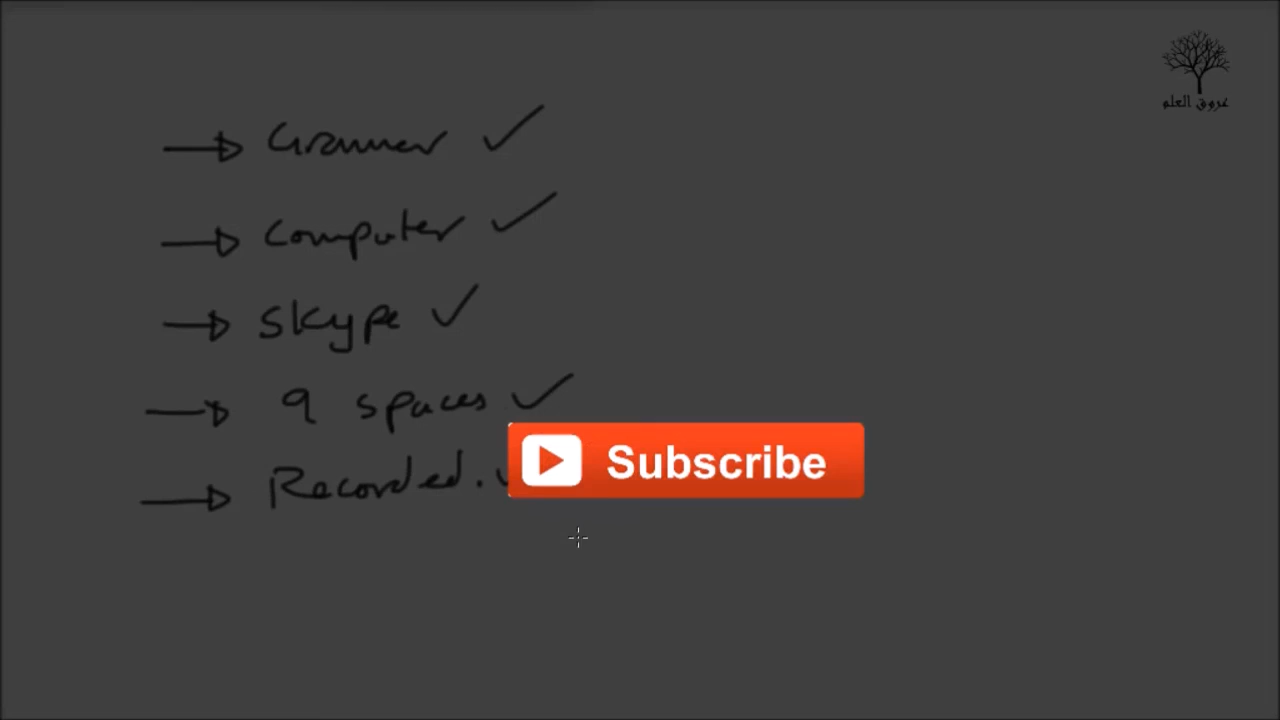 عروق العلم
→ Grammer ✓
→ Computer ✓
→ Skype ✓
→ 9 spaces ✓
→ Recorded. ✓
Subscribe